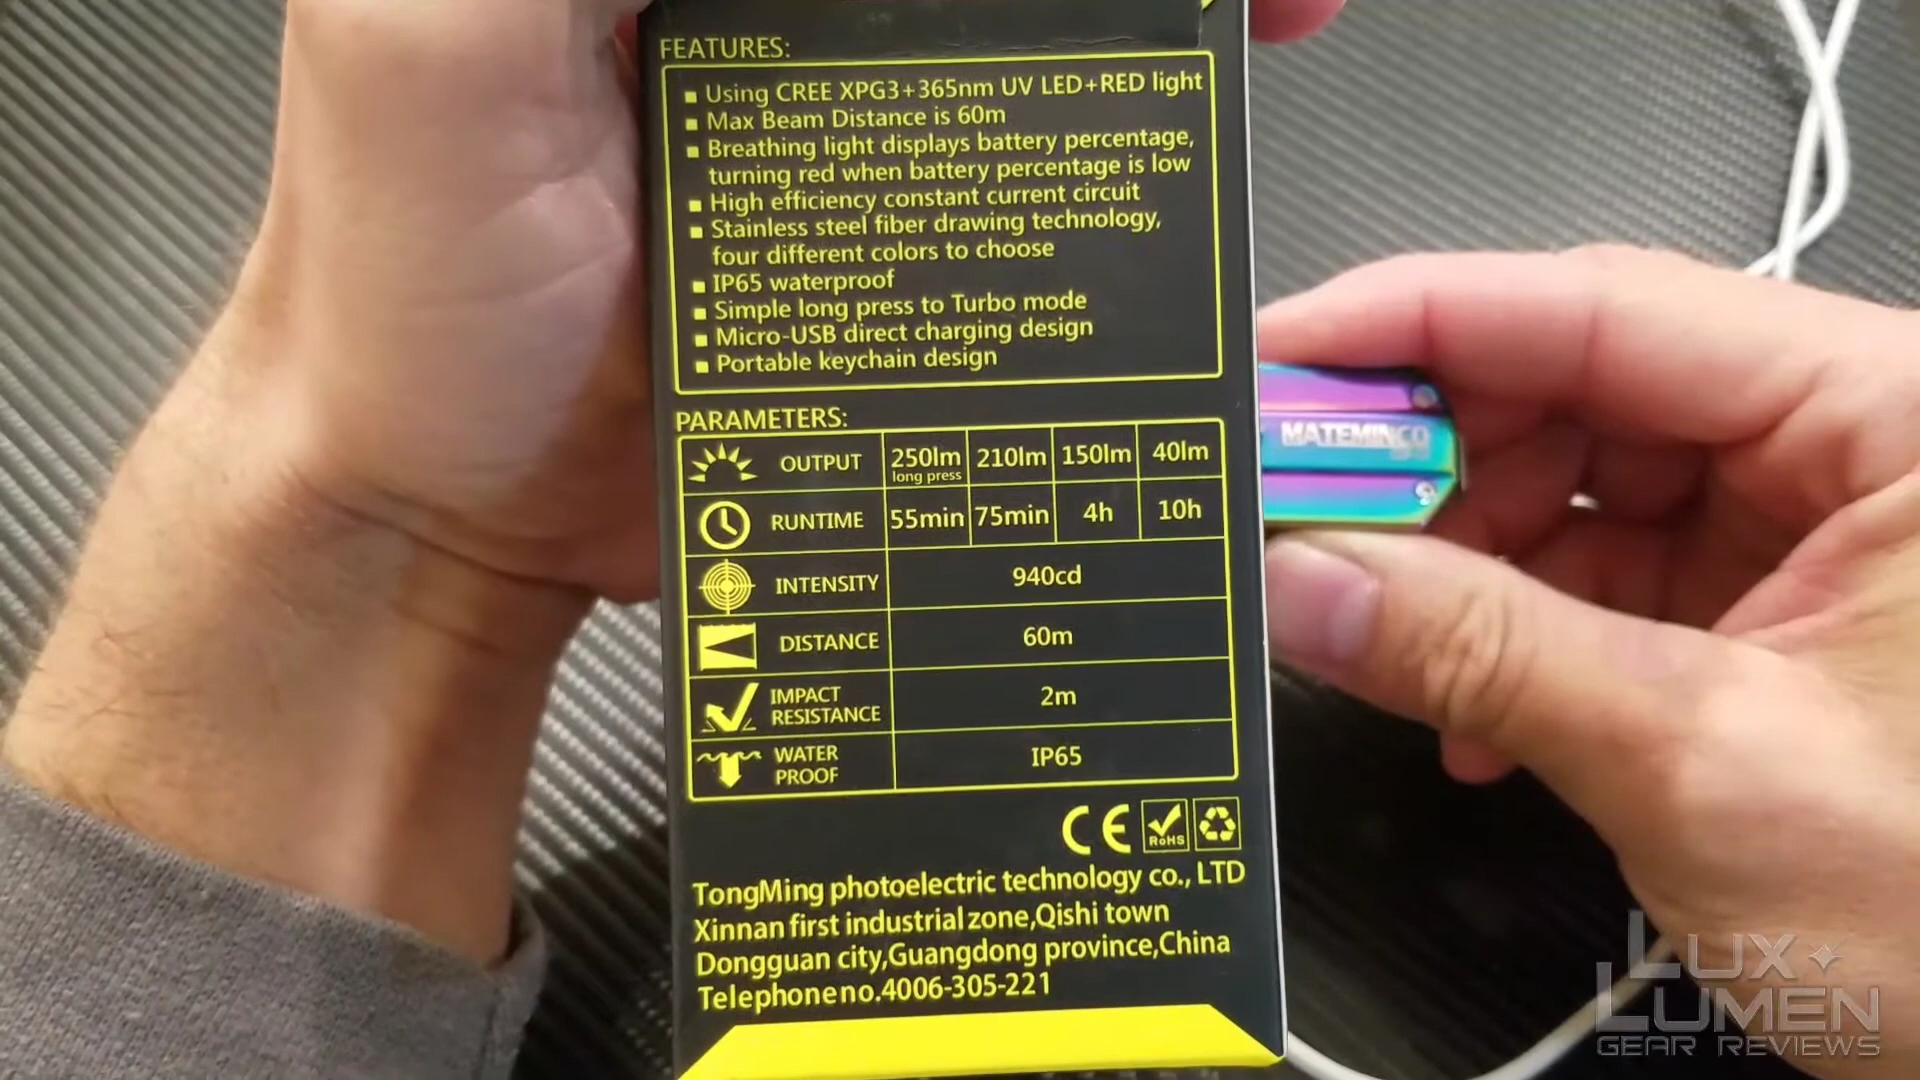 FEATURES:
▪ Using CREE XPG3+365nm UV LED+RED light
▪ Max Beam Distance is 60m
▪ Breathing light displays battery percentage,
turning red when battery percentage is low
▪ High efficiency constant current circuit
▪ Stainless steel fiber drawing technology,
four different colors to choose
▪ IP65 waterproof
▪ Simple long press to Turbo mode
▪ Micro-USB direct charging design
▪ Portable keychain design
PARAMETERS:
OUTPUT 250lm long press 210lm 150lm 40lm
RUNTIME 55min 75min 4h 10h
INTENSITY 940cd
DISTANCE 60m
IMPACT RESISTANCE 2m
WATER PROOF IP65
CE RoHS
TongMing photoelectric technology co., LTD
Xinnan first industrial zone,Qishi town
Dongguan city,Guangdong province,China
Telephone no.4006-305-221
MATEMINCO
LUX
LUMEN
GEAR REVIEWS